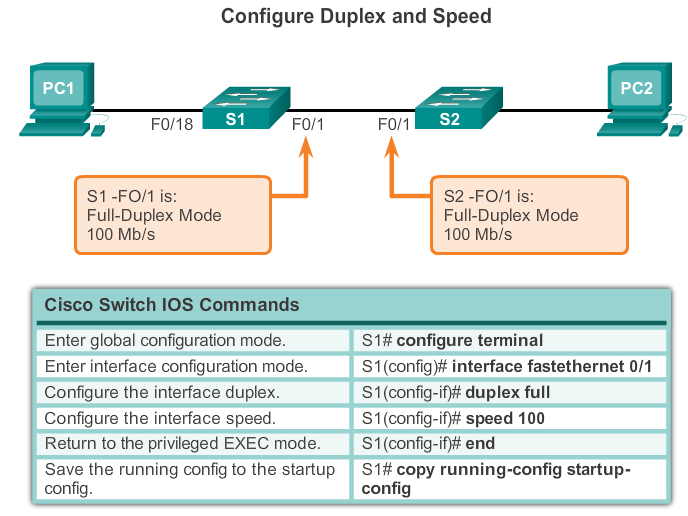 Configure Duplex and Speed
PC1
PC2
S1
S2
F0/18
F0/1
F0/1
S1 -FO/1 is:
Full-Duplex Mode
100 Mb/s
S2 -FO/1 is:
Full-Duplex Mode
100 Mb/s
Cisco Switch IOS Commands
Enter global configuration mode.
S1# configure terminal
Enter interface configuration mode.
S1(config)# interface fastethernet 0/1
Configure the interface duplex.
S1(config-if)# duplex full
Configure the interface speed.
S1(config-if)# speed 100
Return to the privileged EXEC mode.
S1(config-if)# end
Save the running config to the startup
config.
S1# copy running-config startup-
config